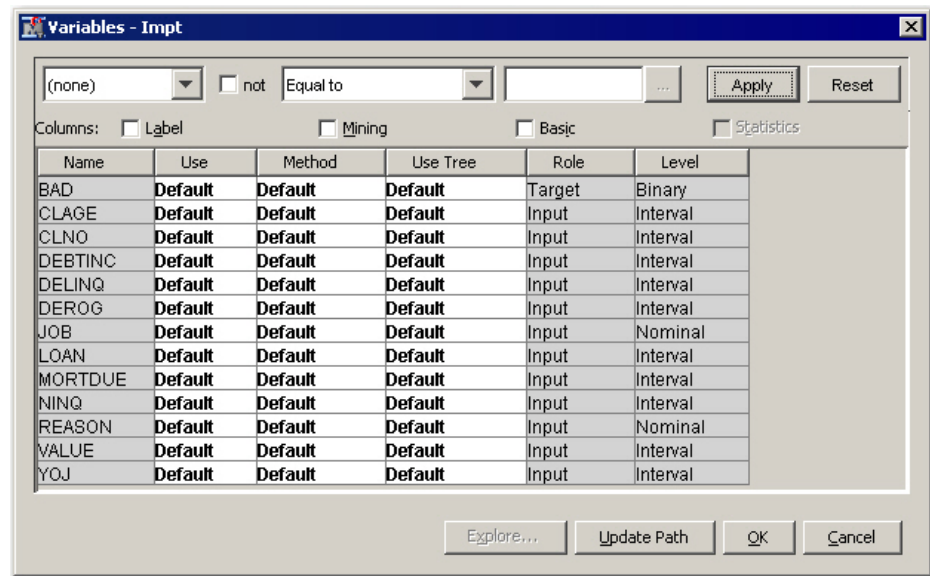 Variables - Impt
(none) not Equal to ... Apply Reset
Columns: Label Mining Basic Statistics
Name Use Method Use Tree Role Level
BAD Default Default Default Target Binary
CLAGE Default Default Default Input Interval
CLNO Default Default Default Input Interval
DEBTINC Default Default Default Input Interval
DELINQ Default Default Default Input Interval
DEROG Default Default Default Input Interval
JOB Default Default Default Input Nominal
LOAN Default Default Default Input Interval
MORTDUE Default Default Default Input Interval
NINQ Default Default Default Input Interval
REASON Default Default Default Input Nominal
VALUE Default Default Default Input Interval
YOJ Default Default Default Input Interval
Explore... Update Path OK Cancel